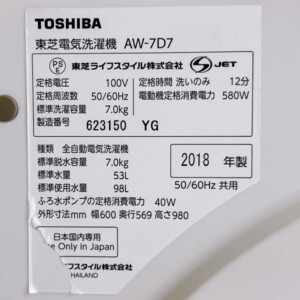 TOSHIBA
東芝電気洗濯機 AW-7D7
PS E 東芝ライフスタイル株式会社 S JET
定格電圧 100V 定格時間 洗いのみ 12分
定格周波数 50/60Hz 電動機定格消費電力 580W
標準洗濯容量 7.0kg
製造番号 623150 YG
種類 全自動電気洗濯機
標準脱水容量 7.0kg 2018 年製
標準水量 53L
標準使用水量 98L 50/60Hz 共用
ふろ水ポンプの定格消費電力 40W
外形寸法mm 幅600 奥行569 高さ980
日本国内専用
Use Only in Japan
東芝ライフスタイル株式会社
THAILAND